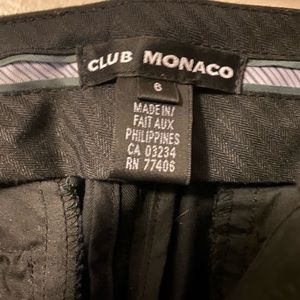 CLUB MONACO
6
MADE IN/
FAIT AUX
PHILIPPINES
CA 03234
RN 77406